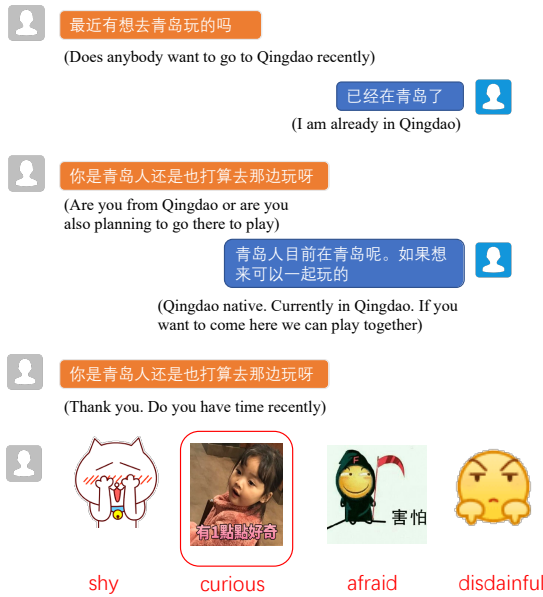 最近有想去青岛玩的吗
(Does anybody want to go to Qingdao recently)
已经在青岛了
(I am already in Qingdao)
你是青岛人还是也打算去那边玩呀
(Are you from Qingdao or are you
also planning to go there to play)
青岛人目前在青岛呢。如果想
来可以一起玩的
(Qingdao native. Currently in Qingdao. If you
want to come here we can play together)
你是青岛人还是也打算去那边玩呀
(Thank you. Do you have time recently)
有1點點好奇
F
害怕
shy
curious
afraid
disdainful